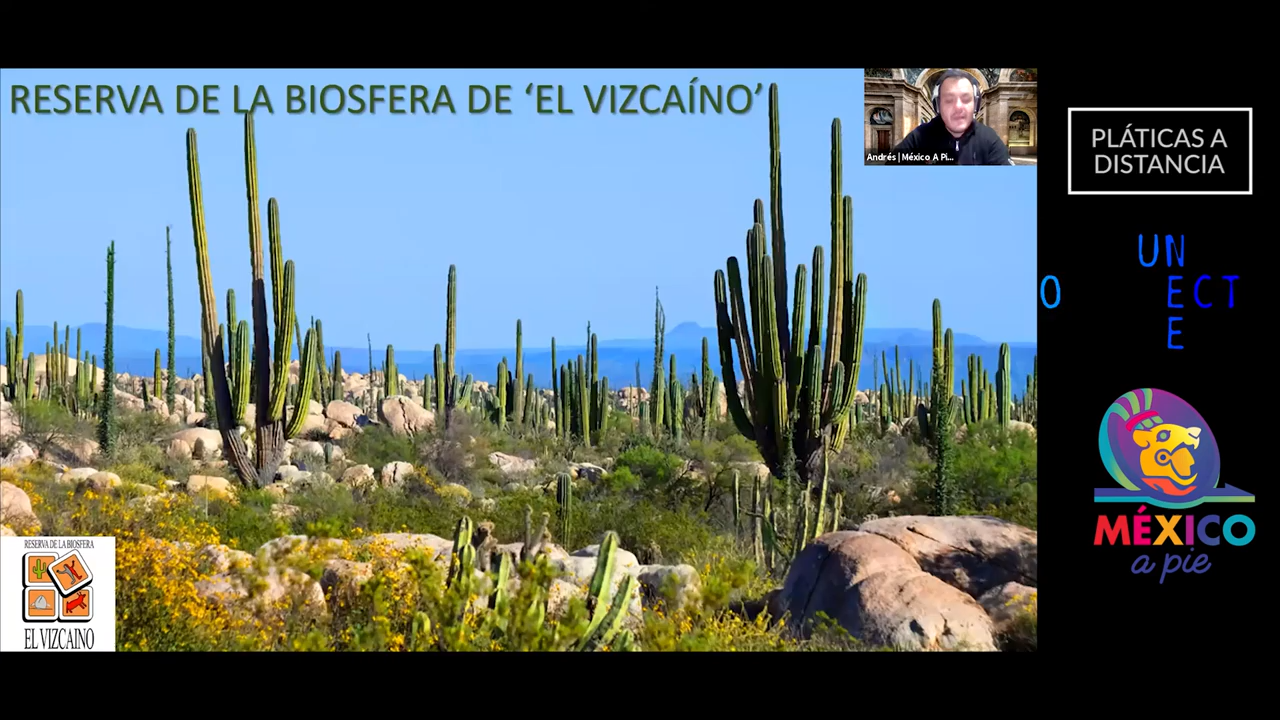 RESERVA DE LA BIOSFERA DE ‘EL VIZCAÍNO’
Andrés | México A Pi...
PLÁTICAS A
DISTANCIA
UN
O ECT
E
MÉXICO
a pie
RESERVA DE LA BIOSFERA
EL VIZCAINO